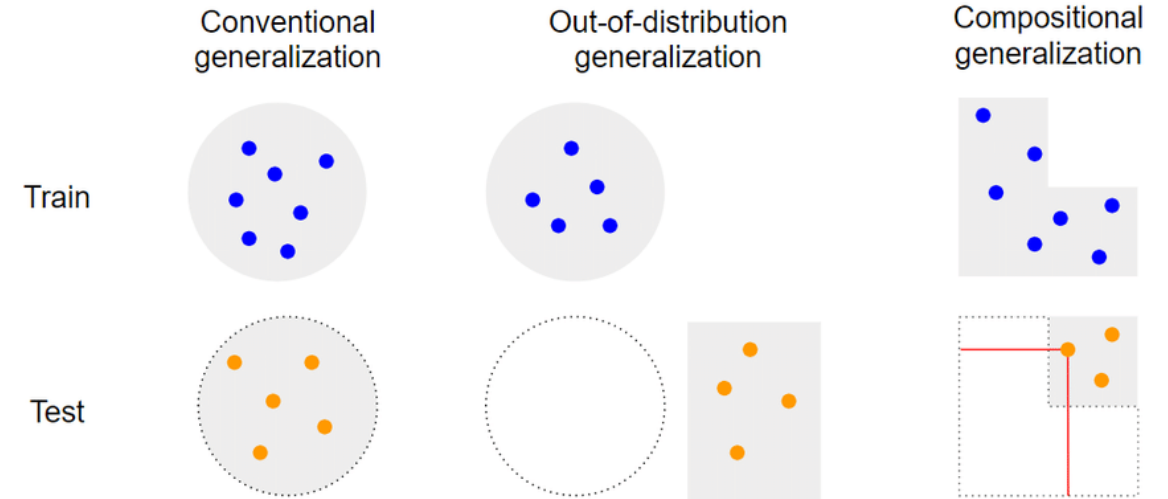 Conventional
generalization
Out-of-distribution
generalization
Compositional
generalization
Train
Test